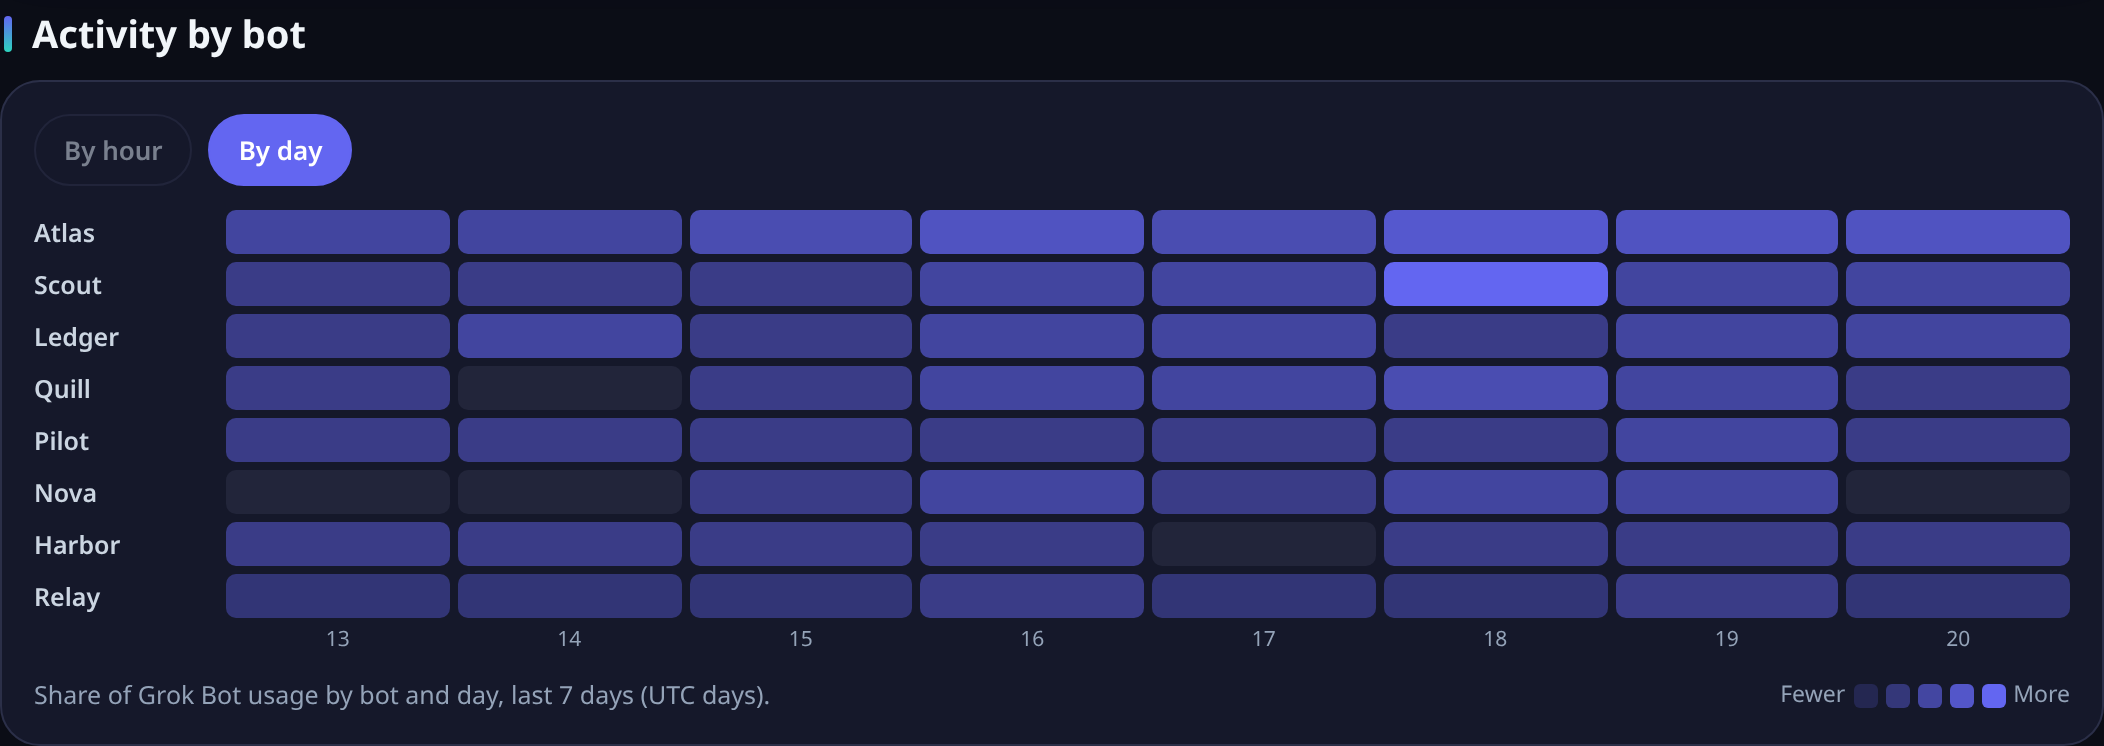 Activity by bot
By hour By day
Atlas
Scout
Ledger
Quill
Pilot
Nova
Harbor
Relay
13 14 15 16 17 18 19 20
Share of Grok Bot usage by bot and day, last 7 days (UTC days).
Fewer More